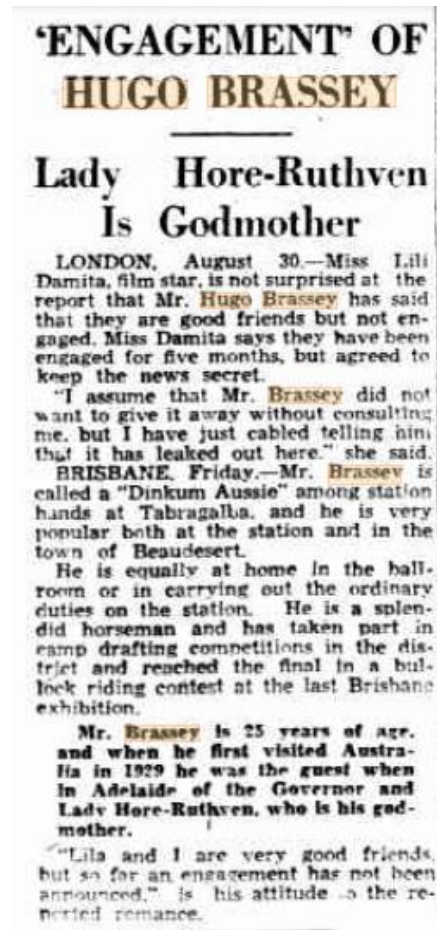 'ENGAGEMENT' OF
HUGO BRASSEY
Lady Hore-Ruthven
Is Godmother
LONDON, August 30.—Miss Lili
Damita, film star, is not surprised at the
report that Mr. Hugo Brassey has said
that they are good friends but not en-
gaged. Miss Damita says they have been
engaged for five months, but agreed to
keep the news secret.
"I assume that Mr. Brassey did not
want to give it away without consulting
me, but I have just cabled telling him
that it has leaked out here," she said.
BRISBANE, Friday.—Mr. Brassey is
called a "Dinkum Aussie" among station
hands at Tabragalba, and he is very
popular both at the station and in the
town of Beaudesert.
He is equally at home in the ball-
room or in carrying out the ordinary
duties on the station. He is a splen-
did horseman and has taken part in
camp drafting competitions in the dis-
trict and reached the final in a bul-
lock riding contest at the last Brisbane
exhibition.
Mr. Brassey is 25 years of age,
and when he first visited Austra-
lia in 1929 he was the guest when
in Adelaide of the Governor and
Lady Hore-Ruthven, who is his god-
mother.
"Lila and I are very good friends,
but so far an engagement has not been
announced," is his attitude to the re-
ported romance.